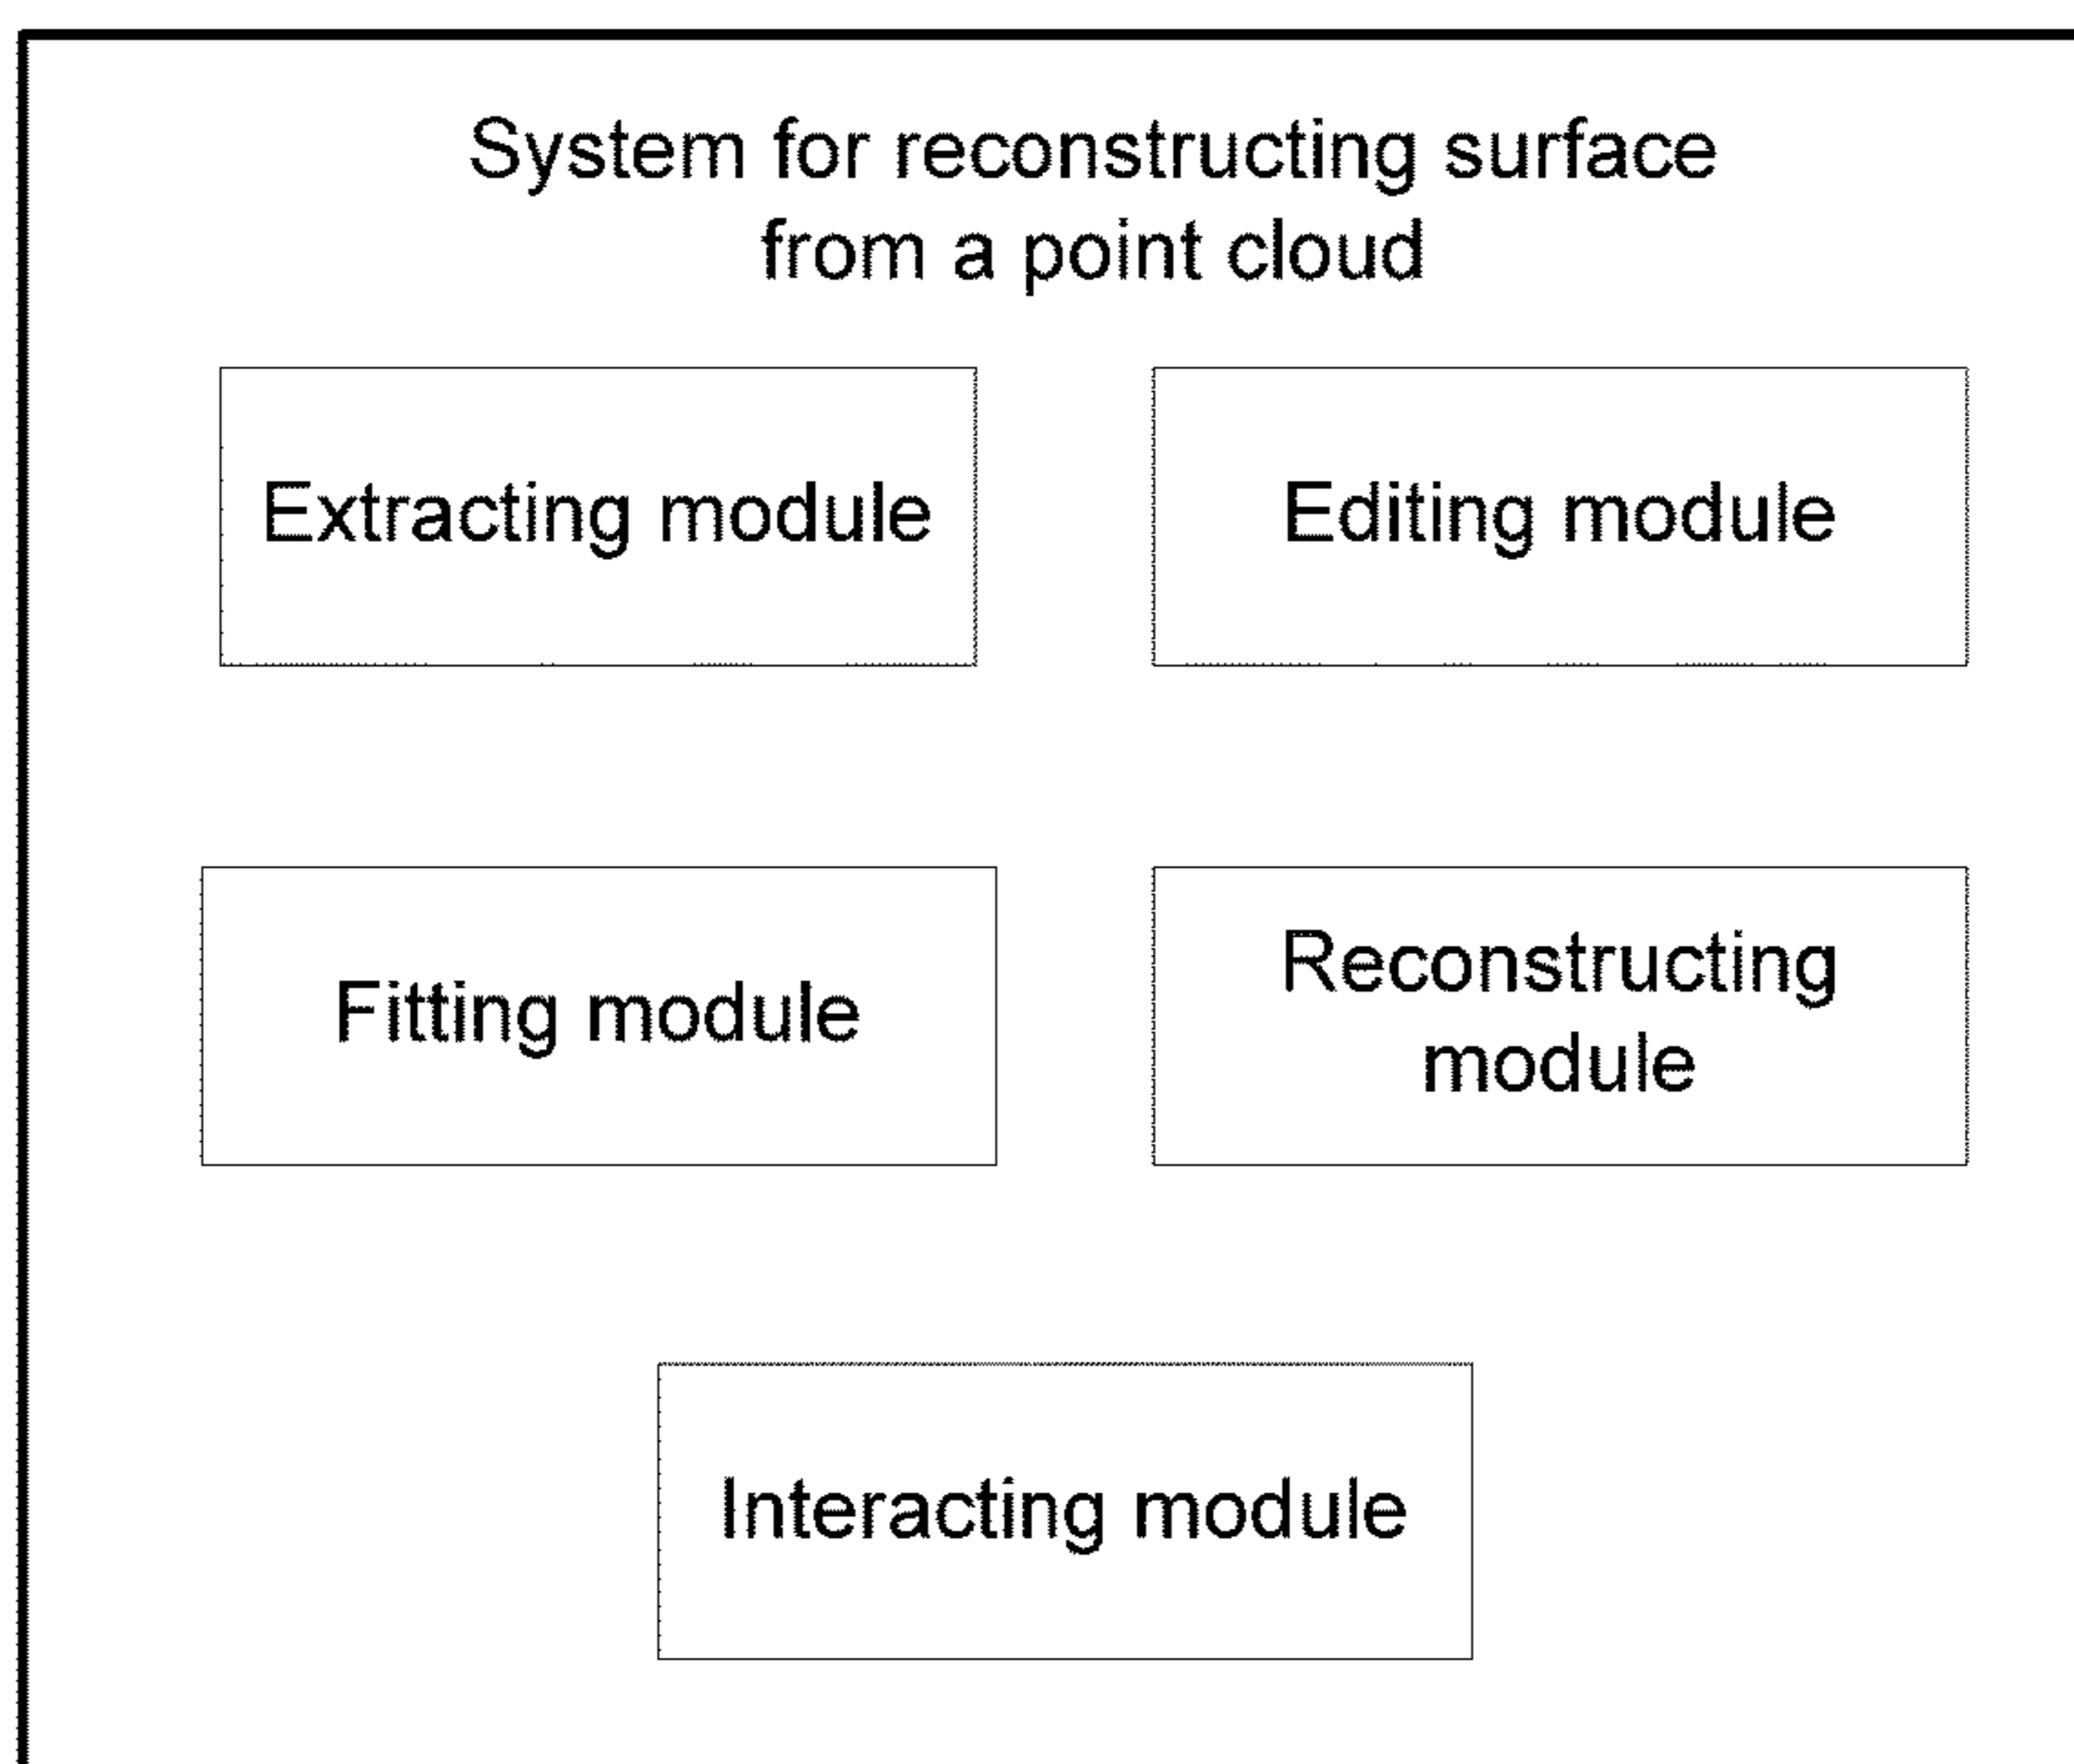 System for reconstructing surface
from a point cloud
Extracting module
Editing module
Fitting module
Reconstructing
module
Interacting module